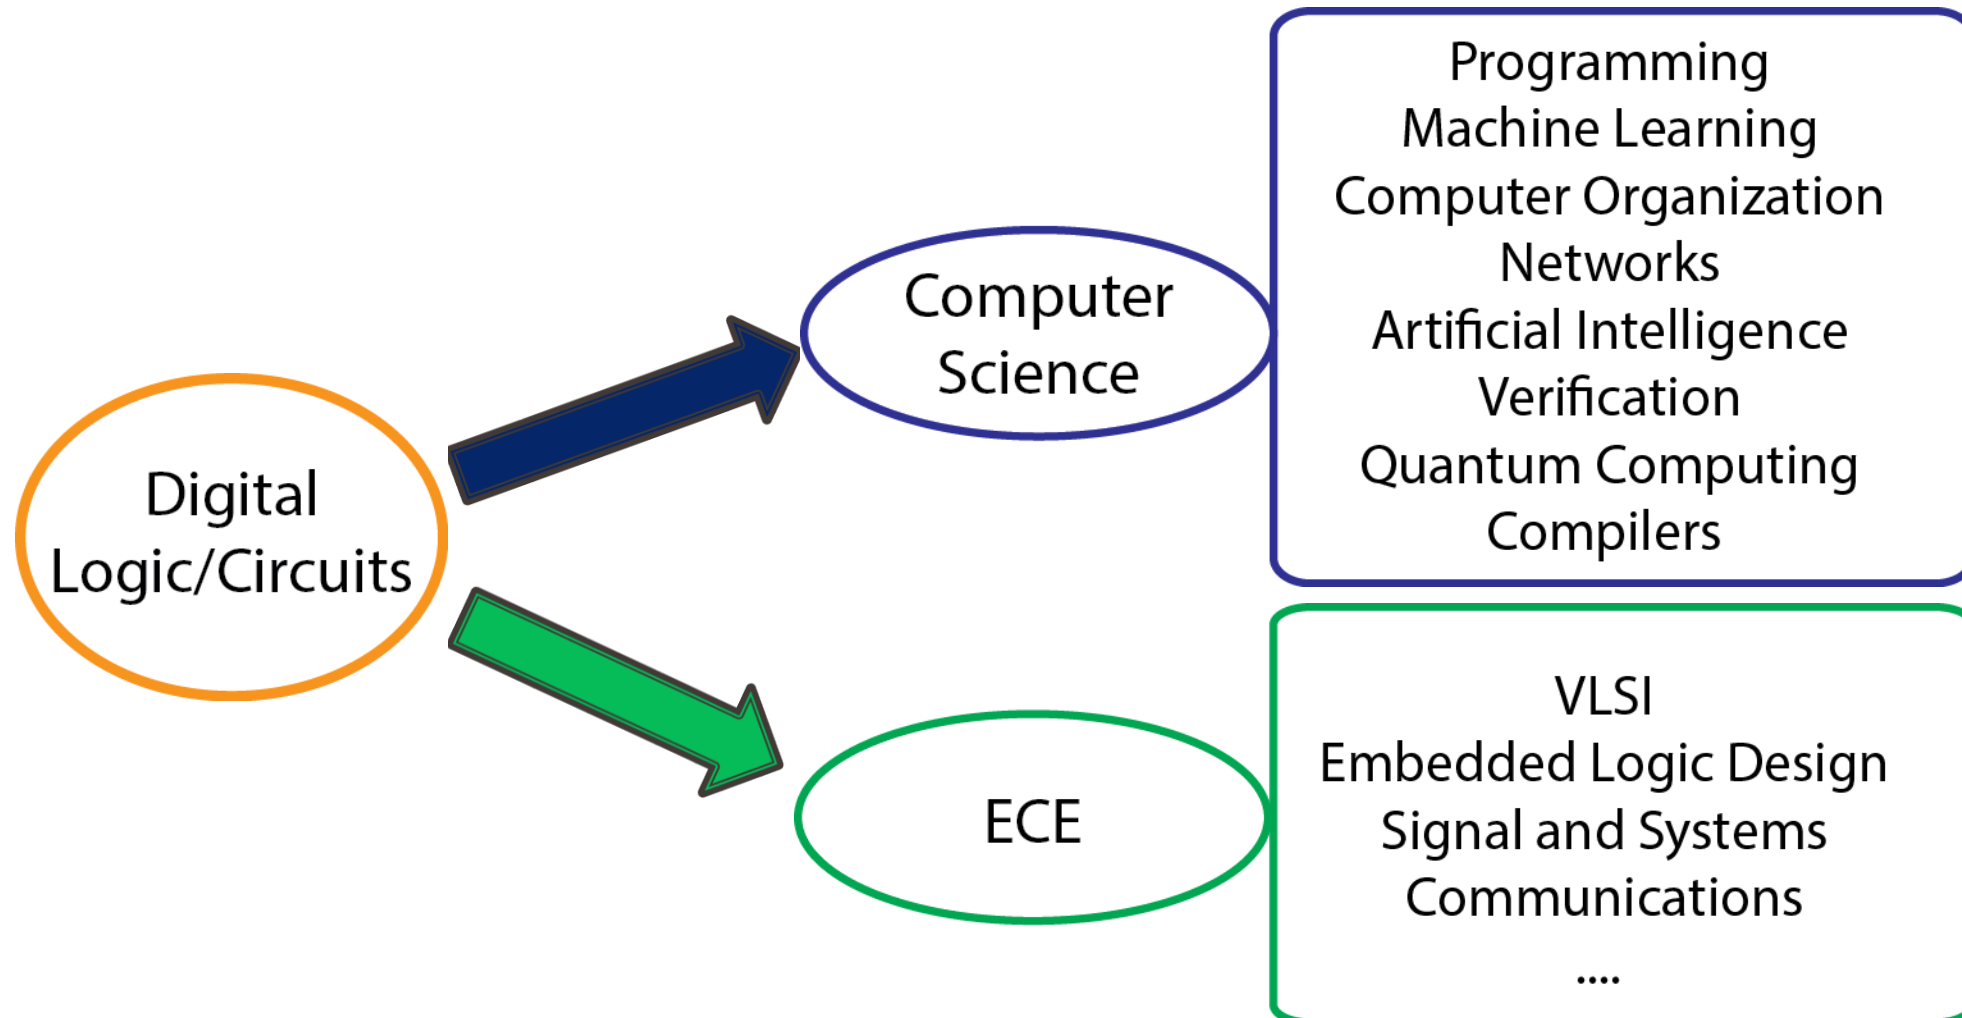 Digital
Logic/Circuits
Computer
Science
Programming
Machine Learning
Computer Organization
Networks
Artificial Intelligence
Verification
Quantum Computing
Compilers
ECE
VLSI
Embedded Logic Design
Signal and Systems
Communications
....